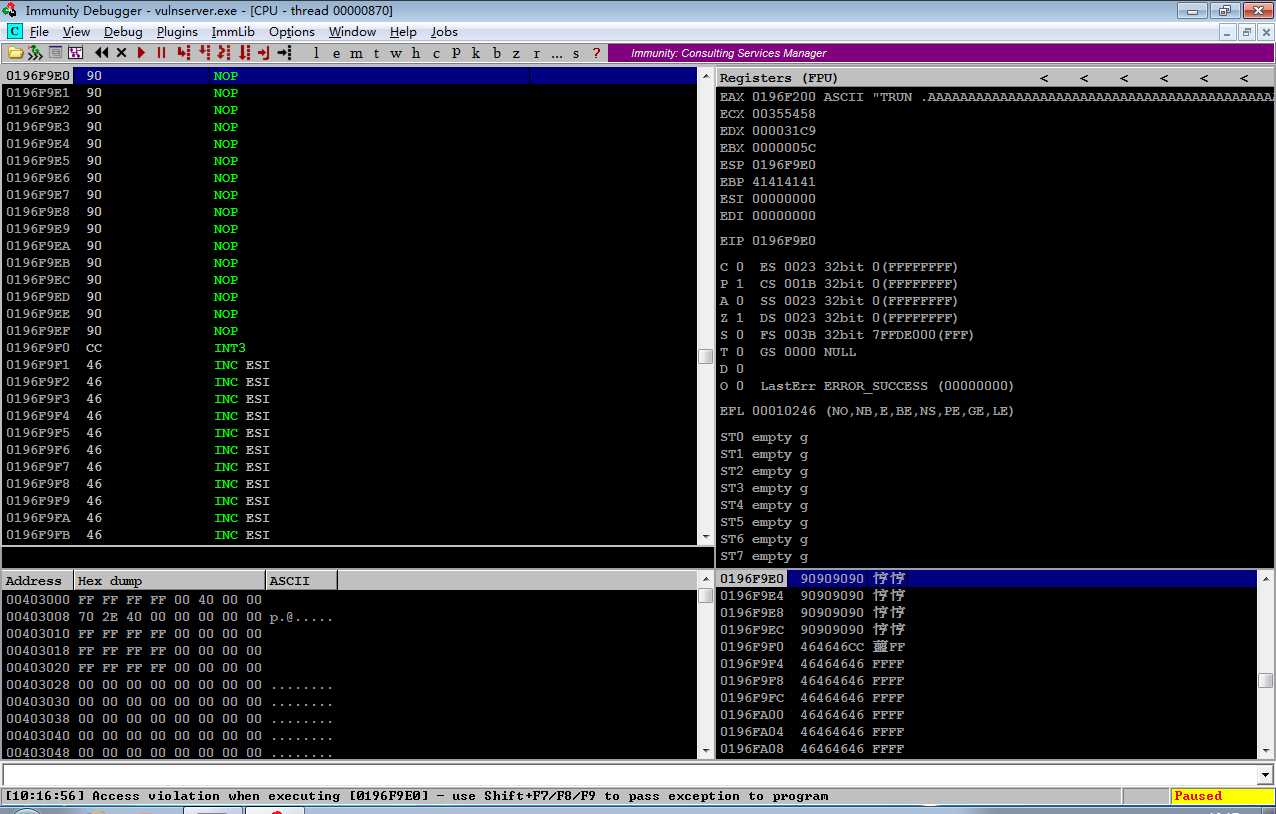 Immunity Debugger - vulnserver.exe - [CPU - thread 00000870]
C File View Debug Plugins ImmLib Options Window Help Jobs
l e m t w h c P k b z r ... s ? Immunity: Consulting Services Manager
0196F9E0 90 NOP
0196F9E1 90 NOP
0196F9E2 90 NOP
0196F9E3 90 NOP
0196F9E4 90 NOP
0196F9E5 90 NOP
0196F9E6 90 NOP
0196F9E7 90 NOP
0196F9E8 90 NOP
0196F9E9 90 NOP
0196F9EA 90 NOP
0196F9EB 90 NOP
0196F9EC 90 NOP
0196F9ED 90 NOP
0196F9EE 90 NOP
0196F9EF 90 NOP
0196F9F0 CC INT3
0196F9F1 46 INC ESI
0196F9F2 46 INC ESI
0196F9F3 46 INC ESI
0196F9F4 46 INC ESI
0196F9F5 46 INC ESI
0196F9F6 46 INC ESI
0196F9F7 46 INC ESI
0196F9F8 46 INC ESI
0196F9F9 46 INC ESI
0196F9FA 46 INC ESI
0196F9FB 46 INC ESI
Registers (FPU) < < < < < <
EAX 0196F200 ASCII "TRUN .AAAAAAAAAAAAAAAAAAAAAAAAAAAAAAAAAAAAAAAAAAA
ECX 00355458
EDX 000031C9
EBX 0000005C
ESP 0196F9E0
EBP 41414141
ESI 00000000
EDI 00000000
EIP 0196F9E0
C 0 ES 0023 32bit 0(FFFFFFFF)
P 1 CS 001B 32bit 0(FFFFFFFF)
A 0 SS 0023 32bit 0(FFFFFFFF)
Z 1 DS 0023 32bit 0(FFFFFFFF)
S 0 FS 003B 32bit 7FFDE000(FFF)
T 0 GS 0000 NULL
D 0
O 0 LastErr ERROR_SUCCESS (00000000)
EFL 00010246 (NO,NB,E,BE,NS,PE,GE,LE)
ST0 empty g
ST1 empty g
ST2 empty g
ST3 empty g
ST4 empty g
ST5 empty g
ST6 empty g
ST7 empty g
Address Hex dump ASCII
00403000 FF FF FF FF 00 40 00 00
00403008 70 2E 40 00 00 00 00 00 p.@.....
00403010 FF FF FF FF 00 00 00 00
00403018 FF FF FF FF 00 00 00 00
00403020 FF FF FF FF 00 00 00 00
00403028 00 00 00 00 00 00 00 00 ........
00403030 00 00 00 00 00 00 00 00 ........
00403038 00 00 00 00 00 00 00 00 ........
00403040 00 00 00 00 00 00 00 00 ........
00403048 00 00 00 00 00 00 00 00 ........
0196F9E0 90909090 悙悙
0196F9E4 90909090 悙悙
0196F9E8 90909090 悙悙
0196F9EC 90909090 悙悙
0196F9F0 464646CC FF
0196F9F4 46464646 FFFF
0196F9F8 46464646 FFFF
0196F9FC 46464646 FFFF
0196FA00 46464646 FFFF
0196FA04 46464646 FFFF
0196FA08 46464646 FFFF
[10:16:56] Access violation when executing [0196F9E0] - use Shift+F7/F8/F9 to pass exception to program
Paused